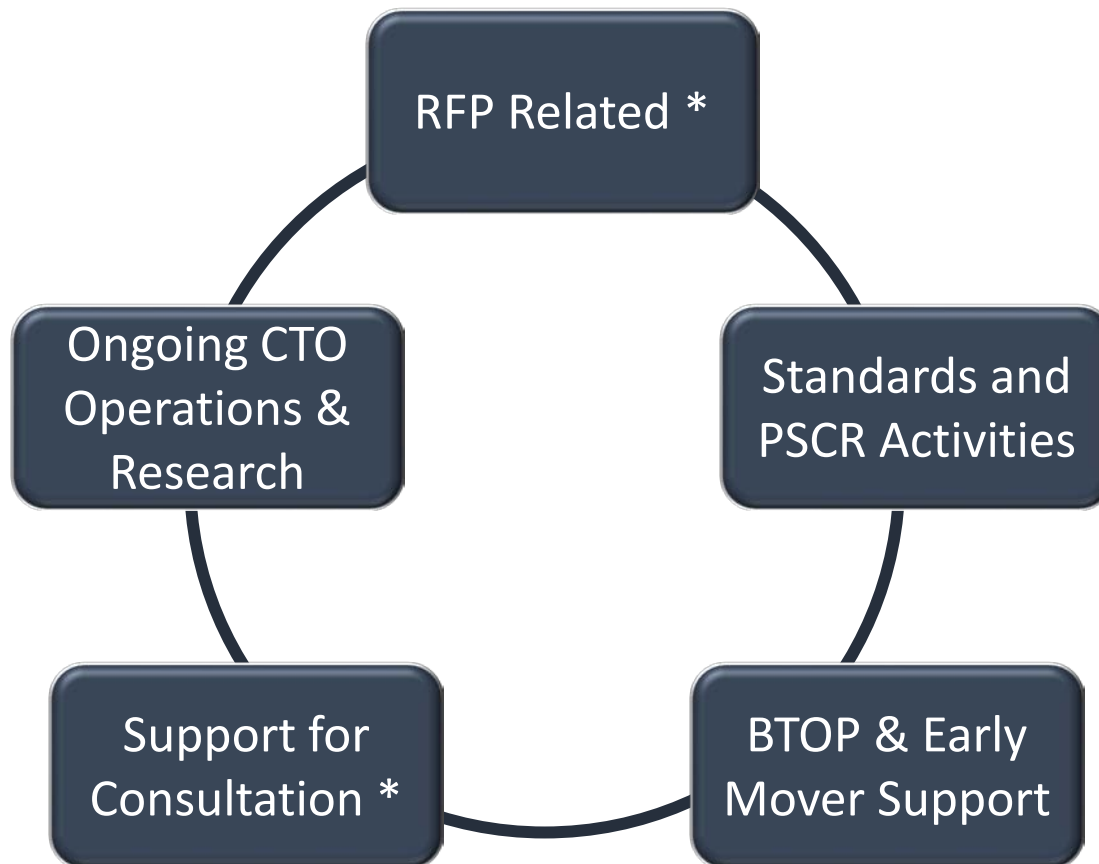 RFP Related *
Ongoing CTO
Operations &
Research
Standards and
PSCR Activities
Support for
Consultation *
BTOP & Early
Mover Support